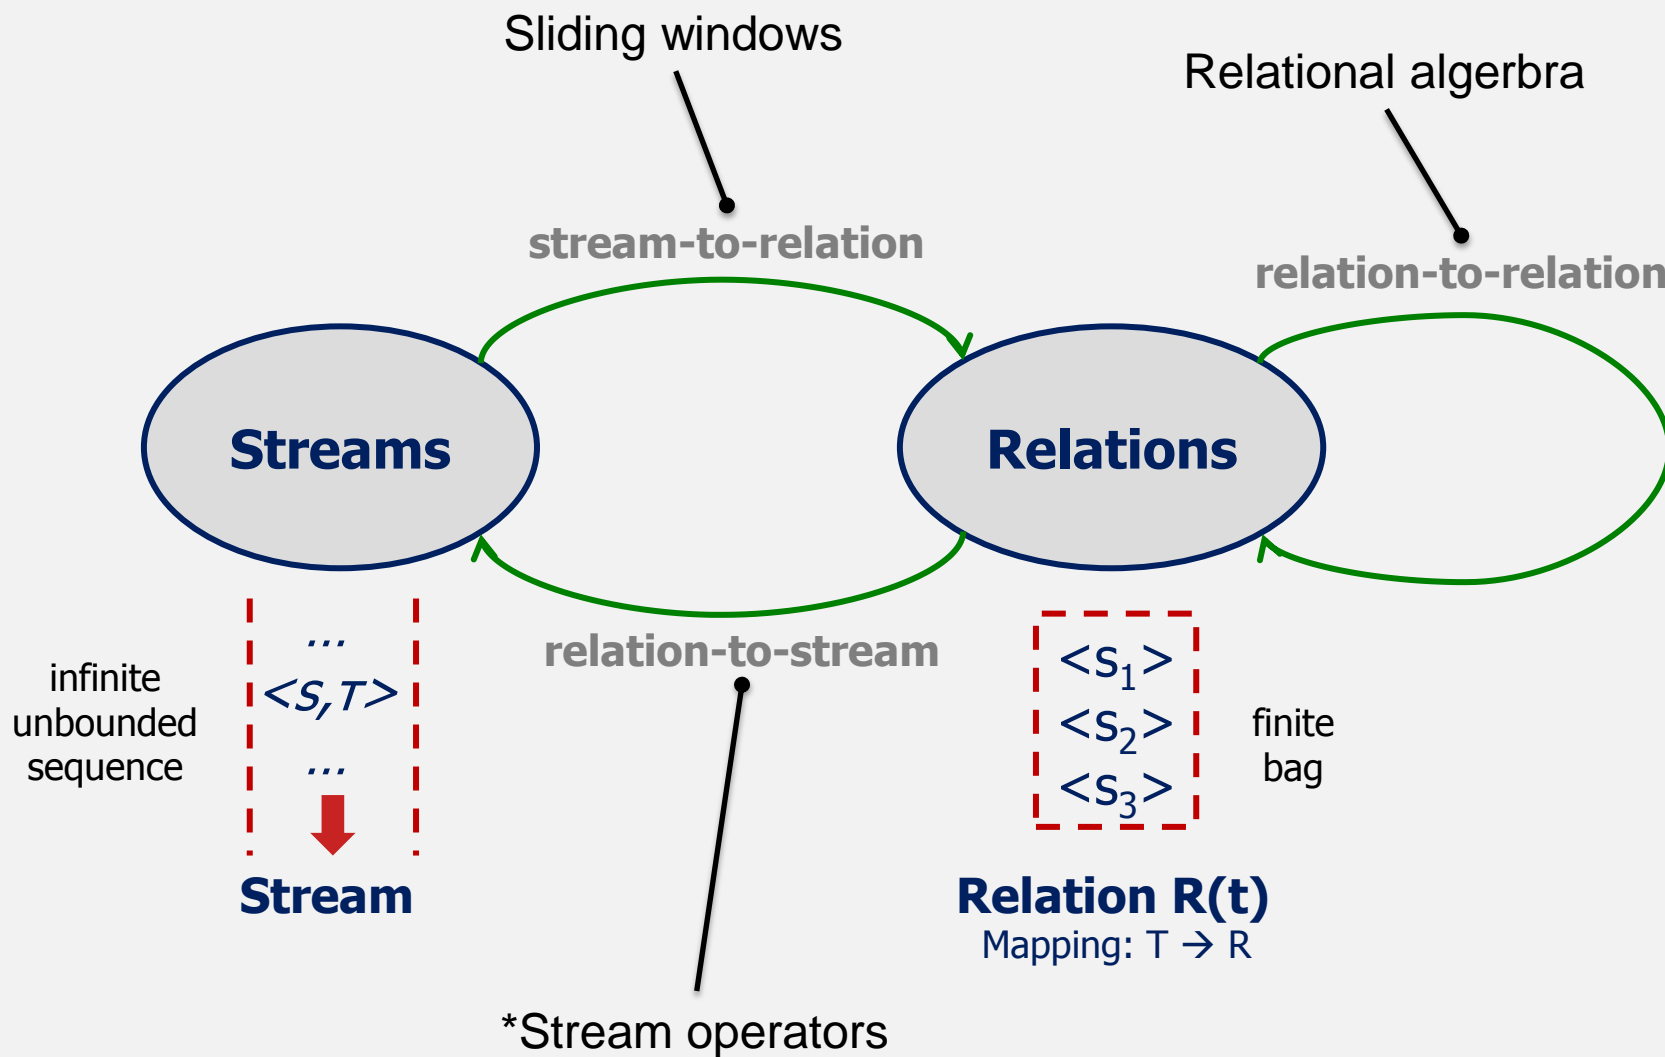 Sliding windows
Relational algerbra
stream-to-relation
relation-to-relation
Streams
Relations
relation-to-stream
infinite
unbounded
sequence
...
<s,τ>
...
Stream
<s₁>
<s₂>
<s₃>
finite
bag
Relation R(t)
Mapping: T → R
*Stream operators